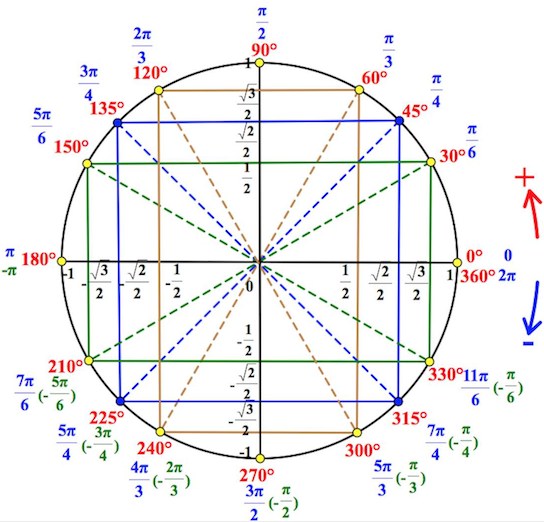 π/2
90°
2π/3 120° 1 π/3 60°
3π/4 135° √3/2 π/4 45°
5π/6 150° √2/2 π/6 30°
1/2
+
π -π 180° -1 -√3/2 -√2/2 -1/2 0 1/2 √2/2 √3/2 1 0° 360° 0 2π
-
-1/2
210° 7π/6 (-5π/6) -√2/2 330° 11π/6 (-π/6)
225° 5π/4 (-3π/4) -√3/2 315° 7π/4 (-π/4)
240° 4π/3 (-2π/3) -1 300° 5π/3 (-π/3)
270°
3π/2 (-π/2)